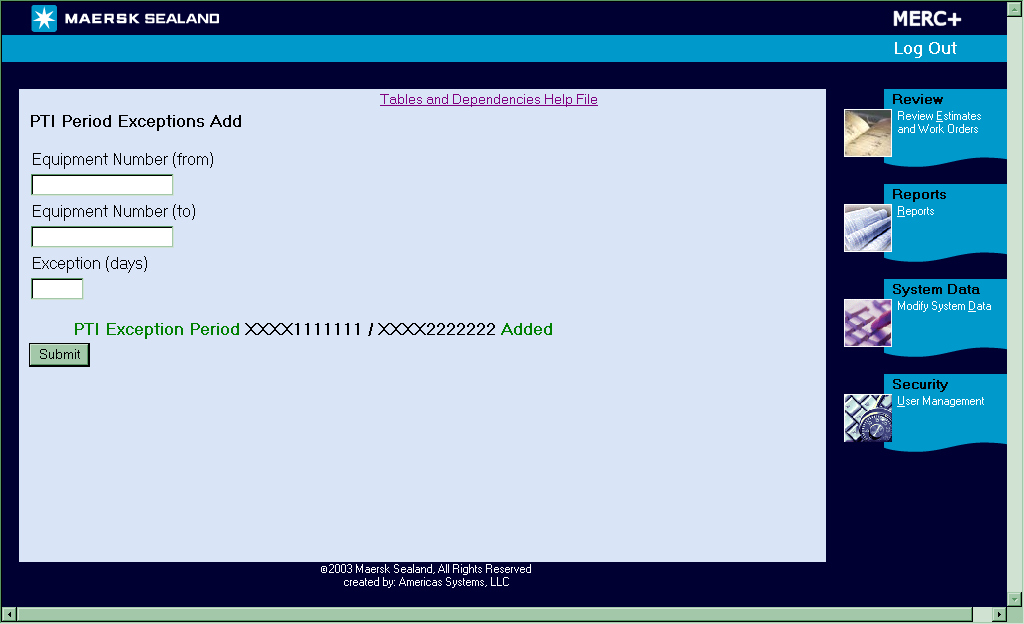 MAERSK SEALAND
MERC+
Log Out
Tables and Dependencies Help File
PTI Period Exceptions Add
Equipment Number (from)
Equipment Number (to)
Exception (days)
PTI Exception Period XXXX1111111 / XXXX2222222 Added
Submit
Review
Review Estimates
and Work Orders
Reports
Reports
System Data
Modify System Data
Security
User Management
©2003 Maersk Sealand, All Rights Reserved
created by: Americas Systems, LLC